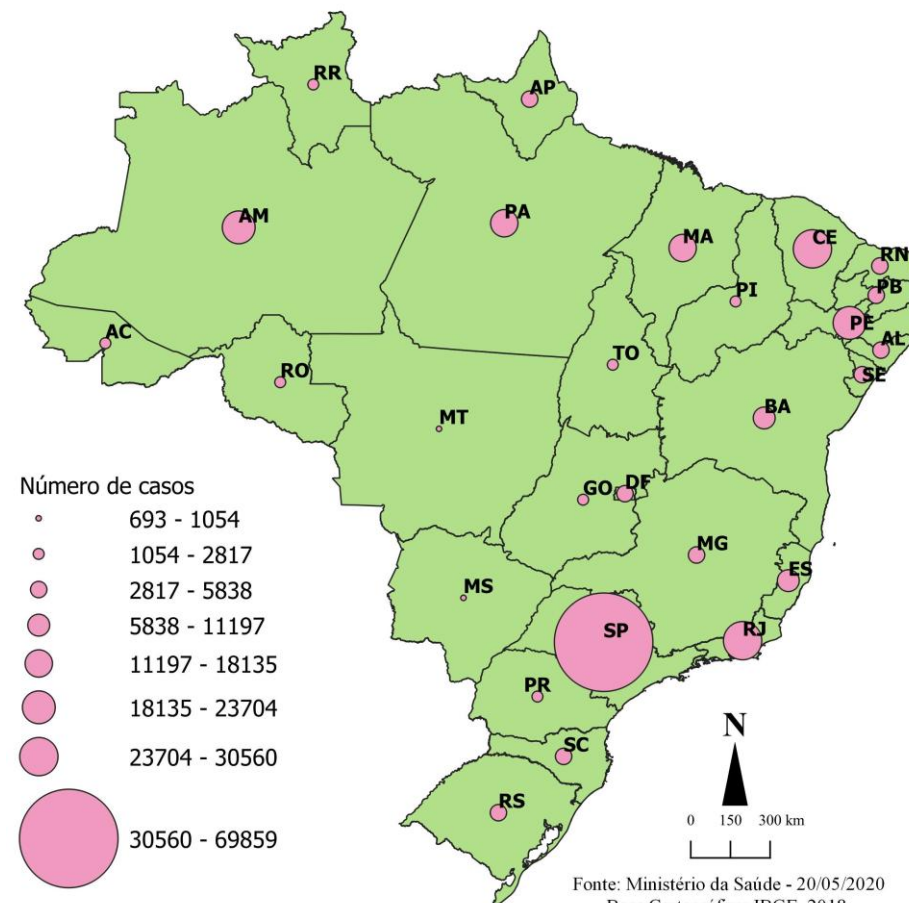 RR
AP
AM
PA
MA
CE
RN
PI
PB
PE
AC
TO
AL
RO
SE
MT
BA
GO
DF
MG
ES
MS
SP
RJ
PR
SC
RS
Número de casos
693 - 1054
1054 - 2817
2817 - 5838
5838 - 11197
11197 - 18135
18135 - 23704
23704 - 30560
30560 - 69859
N
0 150 300 km
Fonte: Ministério da Saúde - 20/05/2020